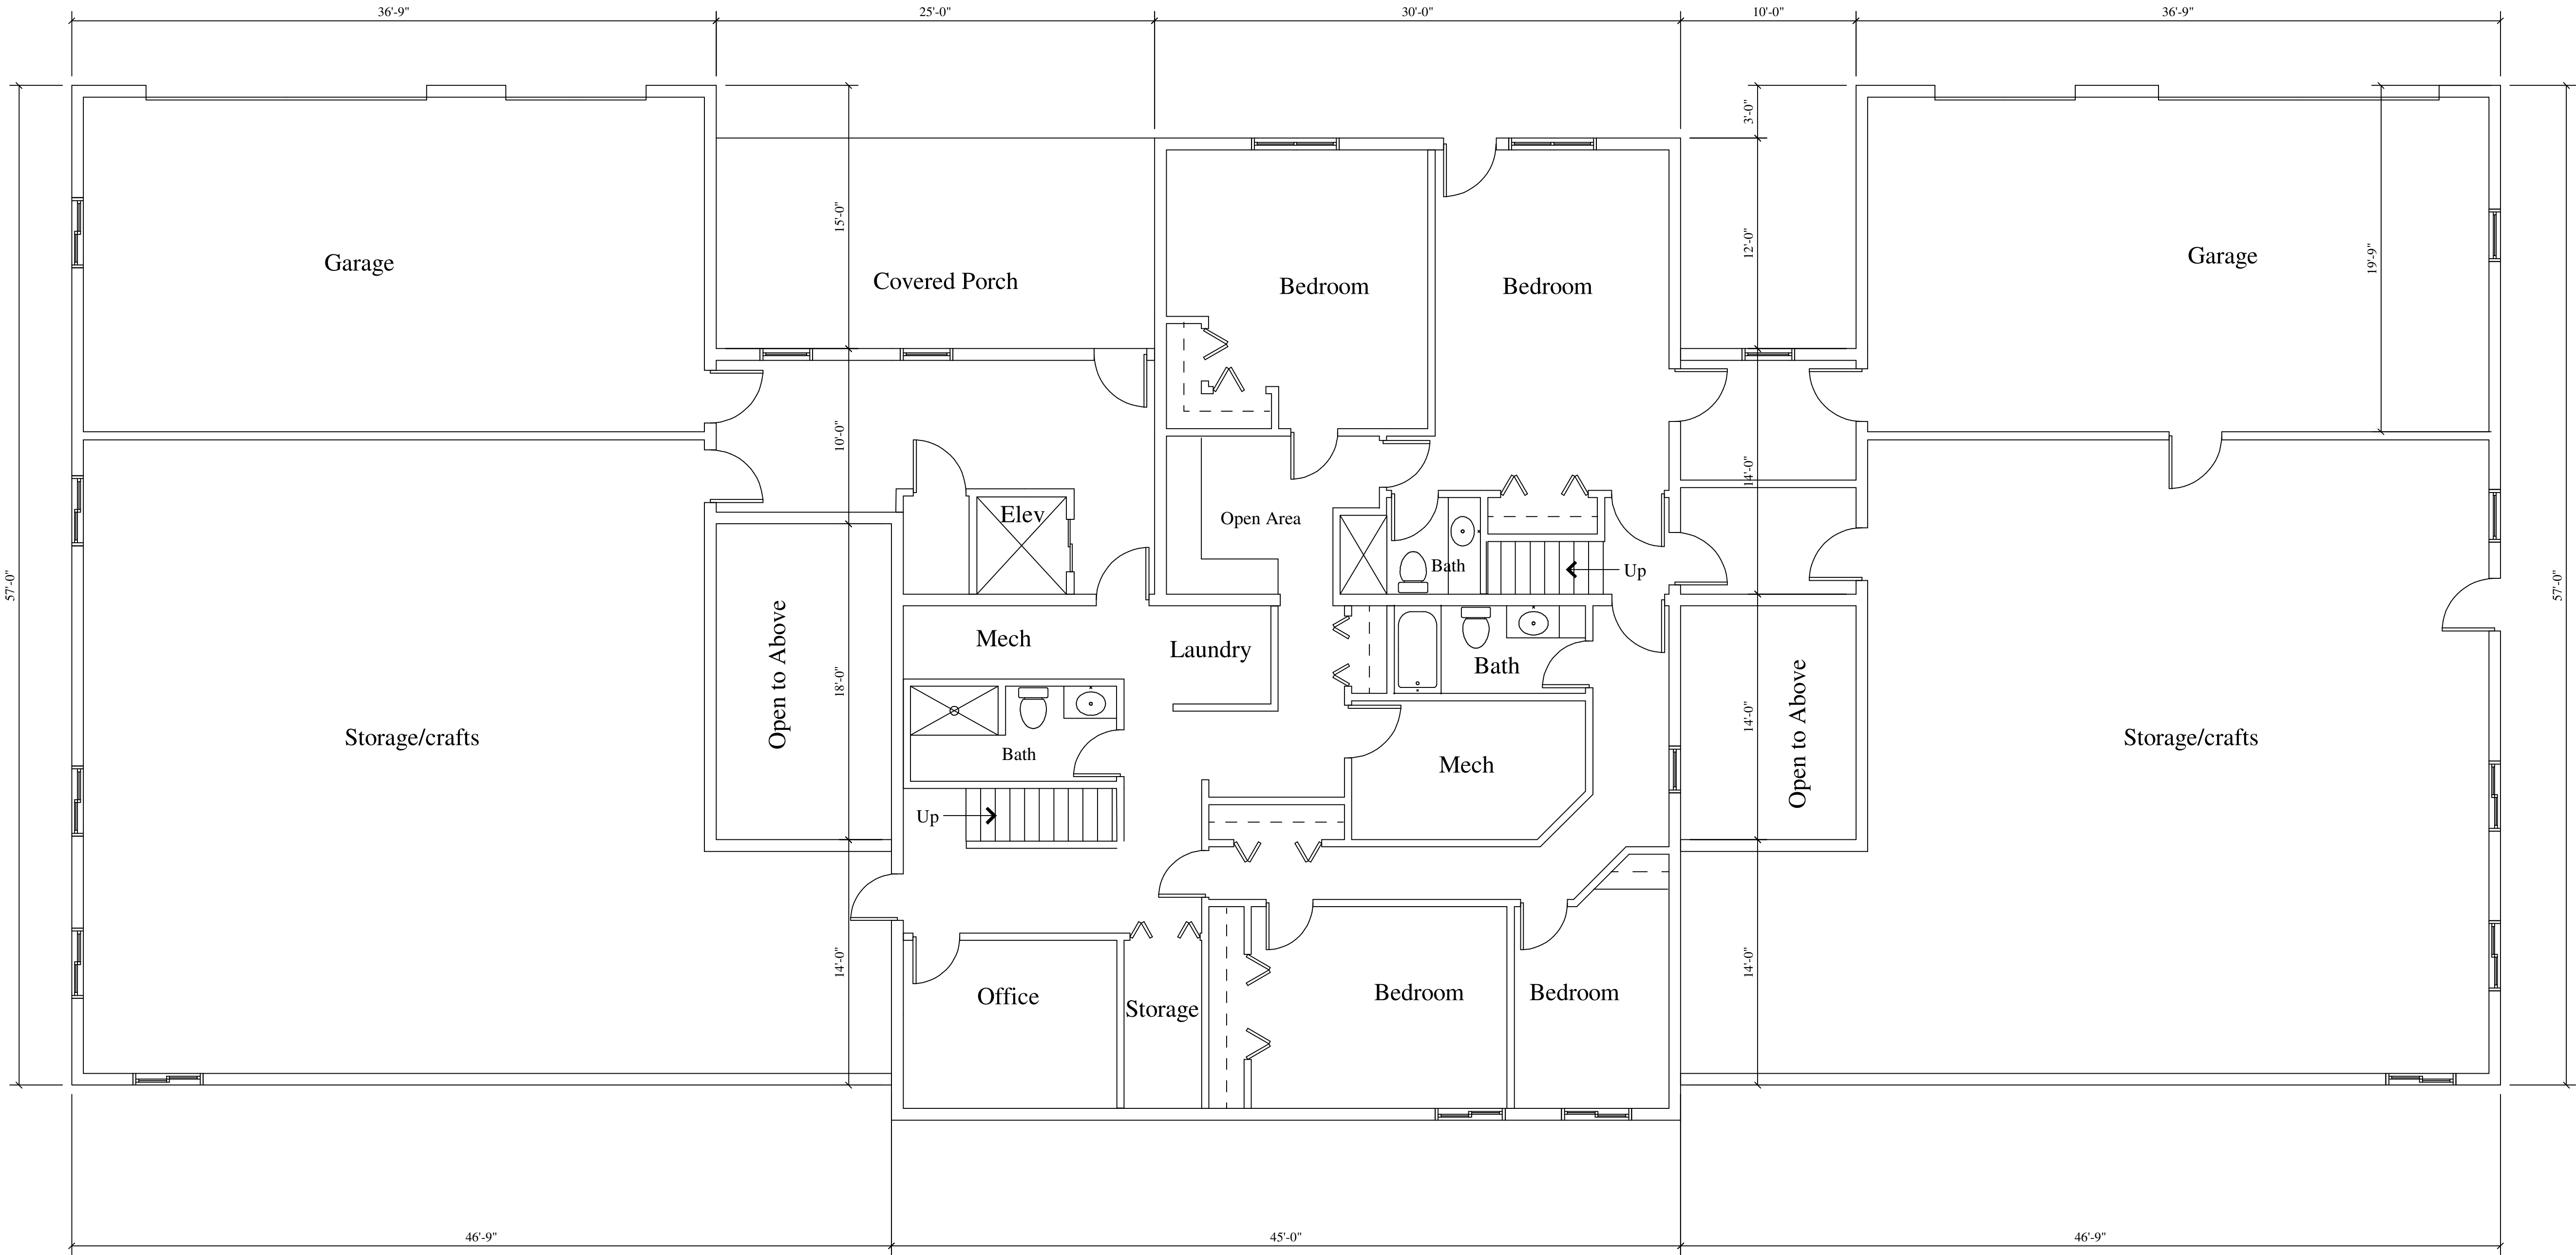 36'-9"
25'-0"
30'-0"
10'-0"
36'-9"
3'-0"
15'-0"
12'-0"
19'-9"
Garage
Covered Porch
Bedroom
Bedroom
Garage
10'-0"
14'-0"
Elev
Open Area
Bath
Up
57'-0"
57'-0"
Open to Above
Mech
Laundry
Bath
18'-0"
14'-0"
Open to Above
Storage/crafts
Bath
Mech
Storage/crafts
Up
14'-0"
14'-0"
Office
Storage
Bedroom
Bedroom
46'-9"
45'-0"
46'-9"